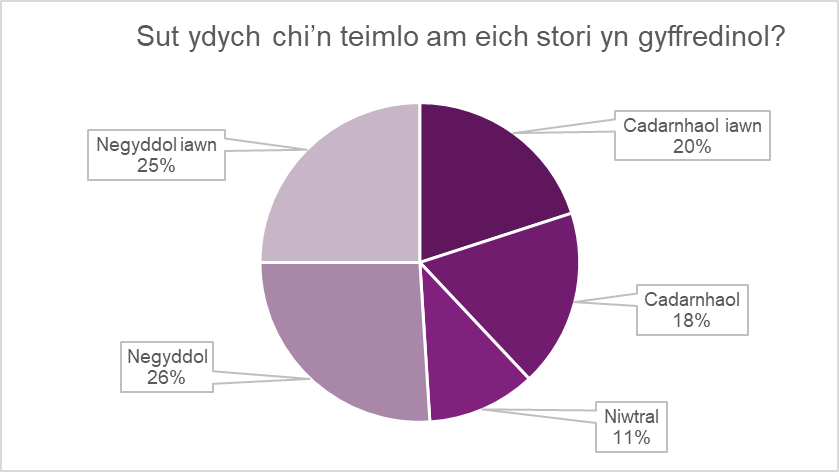 Sut ydych chi’n teimlo am eich stori yn gyffredinol?
Cadarnhaol iawn
20%
Cadarnhaol
18%
Niwtral
11%
Negyddol
26%
Negyddol iawn
25%